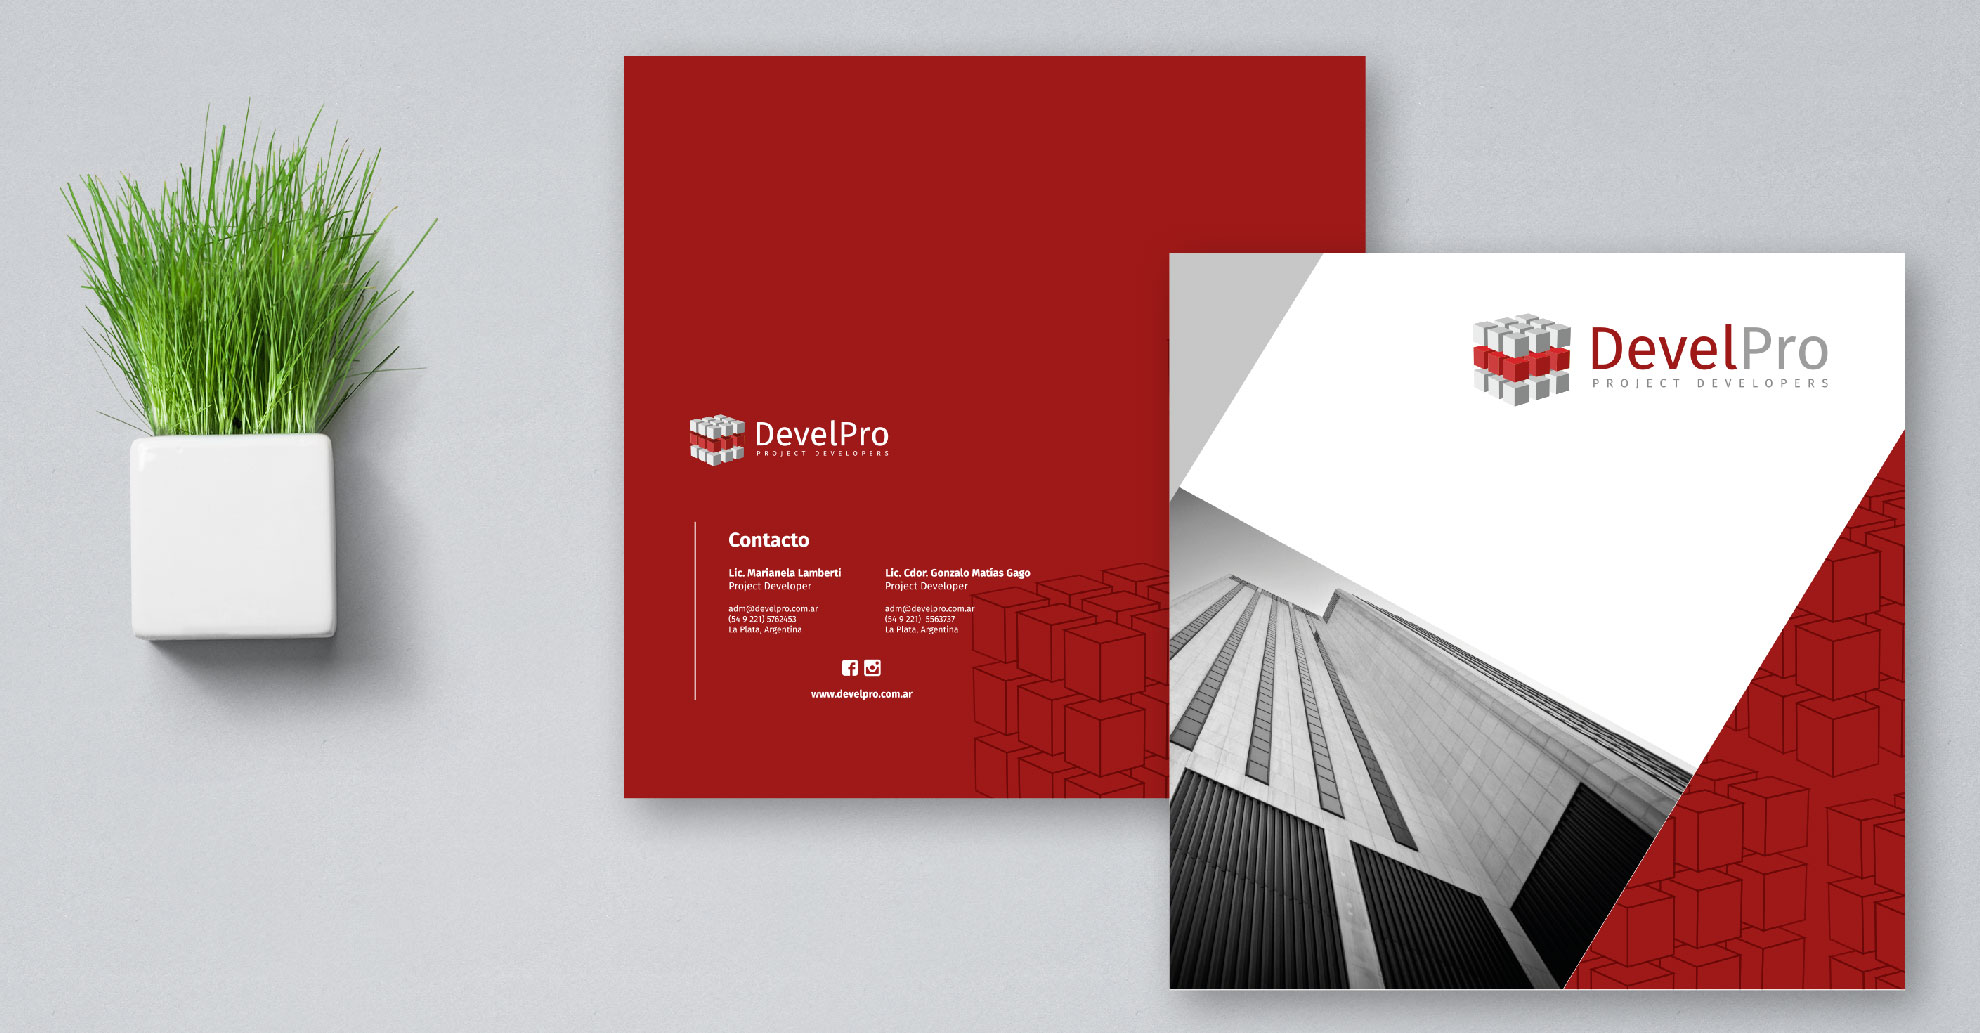 DevelPro
PROJECT DEVELOPERS
Contacto
Lic. Marianela Lamberti
Project Developer
adm@develpro.com.ar
(54 9 221) 5762453
La Plata, Argentina
Lic. Cdor. Gonzalo Matías Gago
Project Developer
adm@develpro.com.ar
(54 9 221) 5563737
La Plata, Argentina
www.develpro.com.ar
DevelPro
PROJECT DEVELOPERS